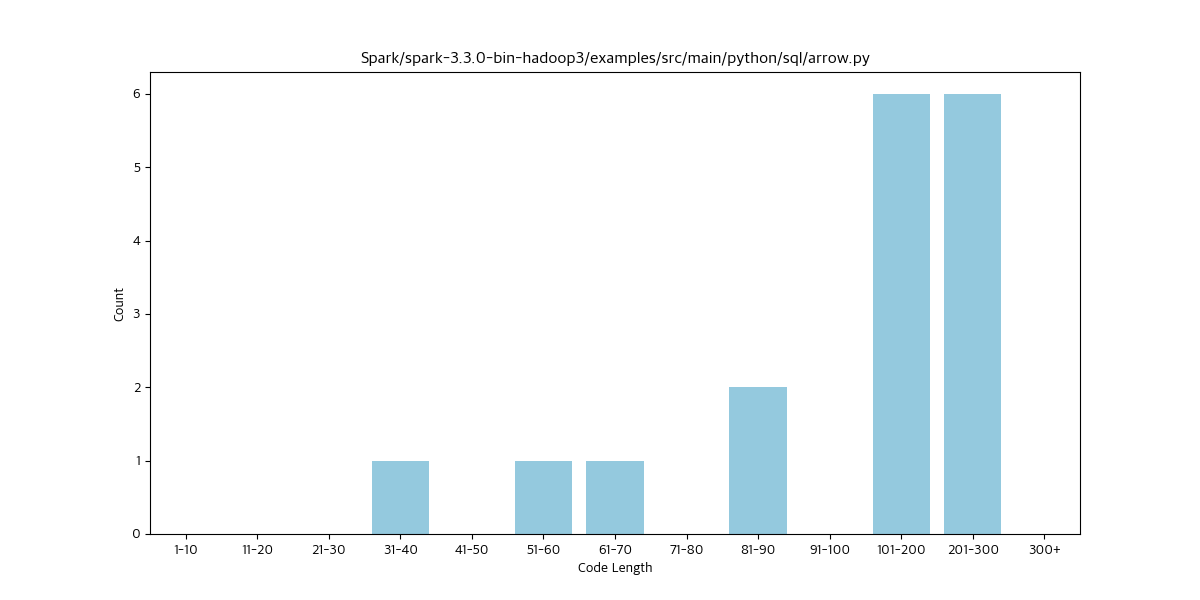 Spark/spark-3.3.0-bin-hadoop3/examples/src/main/python/sql/arrow.py
6
5
4
3
2
1
0
Count
1-10 11-20 21-30 31-40 41-50 51-60 61-70 71-80 81-90 91-100 101-200 201-300 300+
Code Length